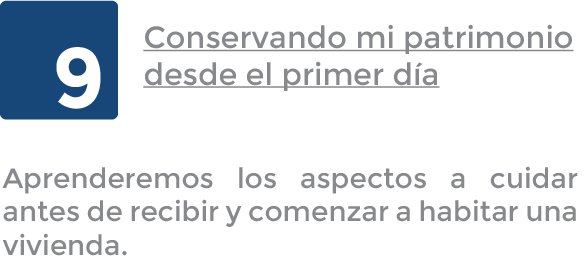 9
Conservando mi patrimonio
desde el primer día
Aprenderemos los aspectos a cuidar
antes de recibir y comenzar a habitar una
vivienda.